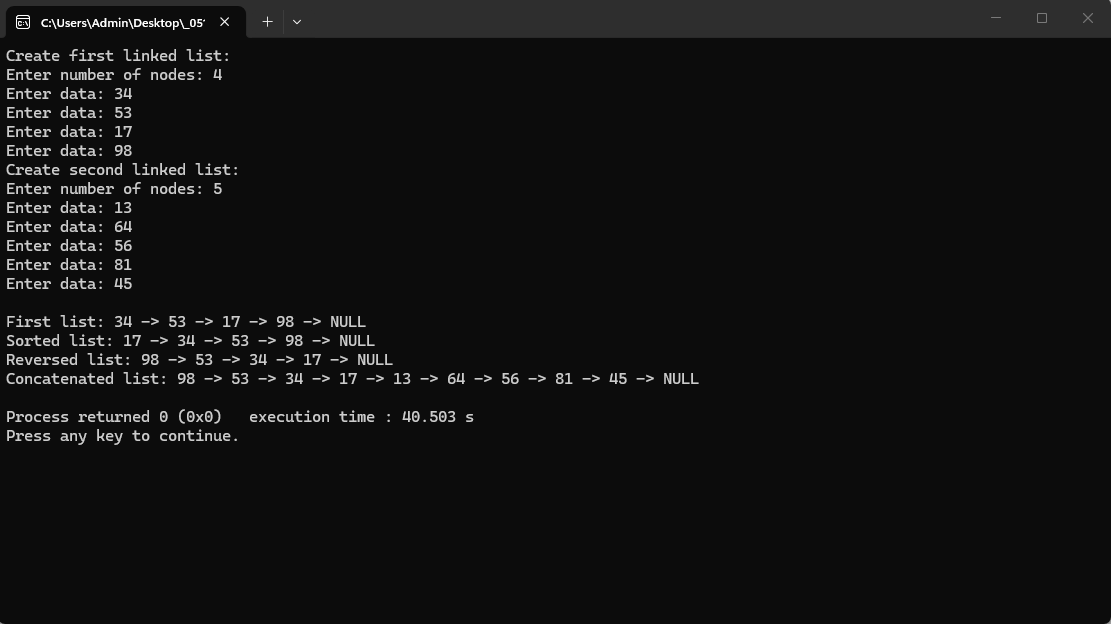 C:\Users\Admin\Desktop\_05
Create first linked list:
Enter number of nodes: 4
Enter data: 34
Enter data: 53
Enter data: 17
Enter data: 98
Create second linked list:
Enter number of nodes: 5
Enter data: 13
Enter data: 64
Enter data: 56
Enter data: 81
Enter data: 45
First list: 34 -> 53 -> 17 -> 98 -> NULL
Sorted list: 17 -> 34 -> 53 -> 98 -> NULL
Reversed list: 98 -> 53 -> 34 -> 17 -> NULL
Concatenated list: 98 -> 53 -> 34 -> 17 -> 13 -> 64 -> 56 -> 81 -> 45 -> NULL
Process returned 0 (0x0)   execution time : 40.503 s
Press any key to continue.